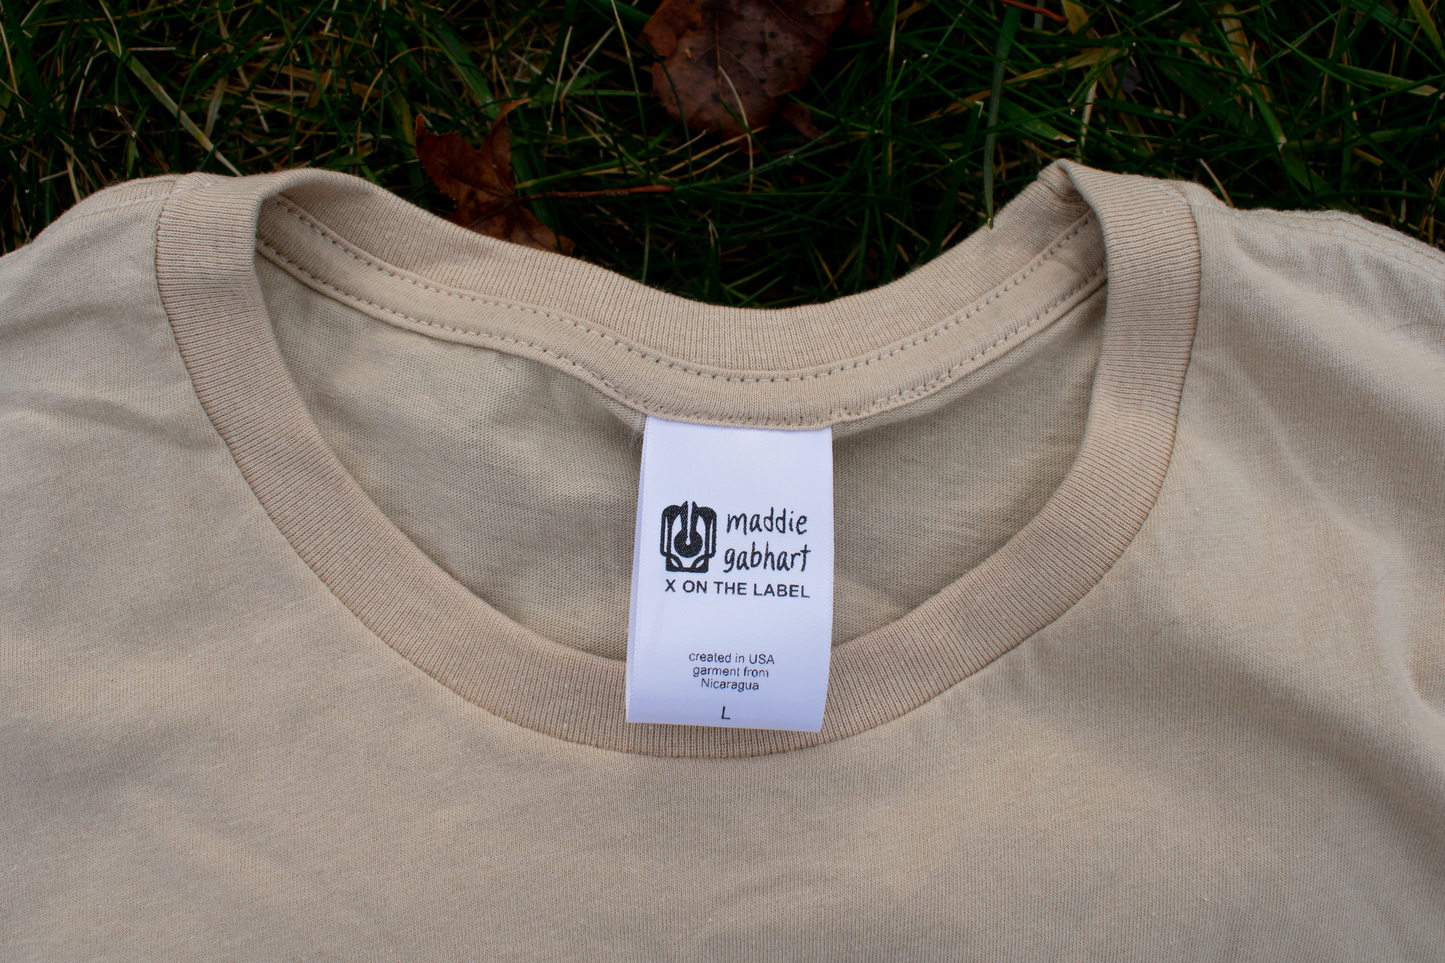 maddie
gabhart
X ON THE LABEL
created in USA
garment from
Nicaragua
L